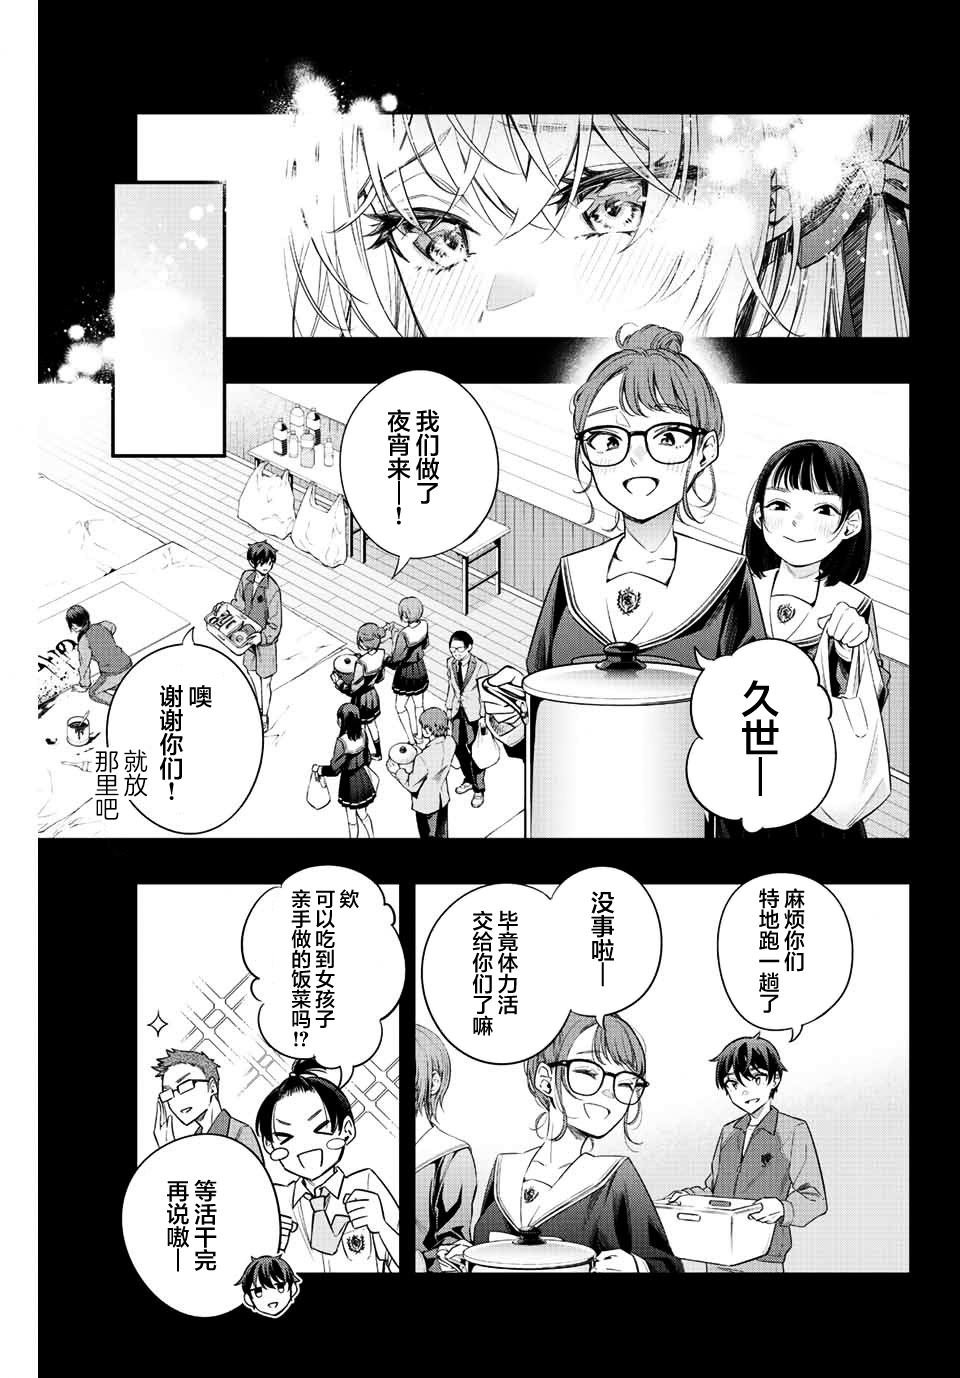 久世—
我们做了
夜宵来—！
噢
谢谢你们！
就放
那里吧
麻烦你们
特地跑一趟了
没事啦—
毕竟体力活
交给你们了嘛
欸
可以吃到女孩子
亲手做的饭菜吗!?
等活干完
再说嗷—